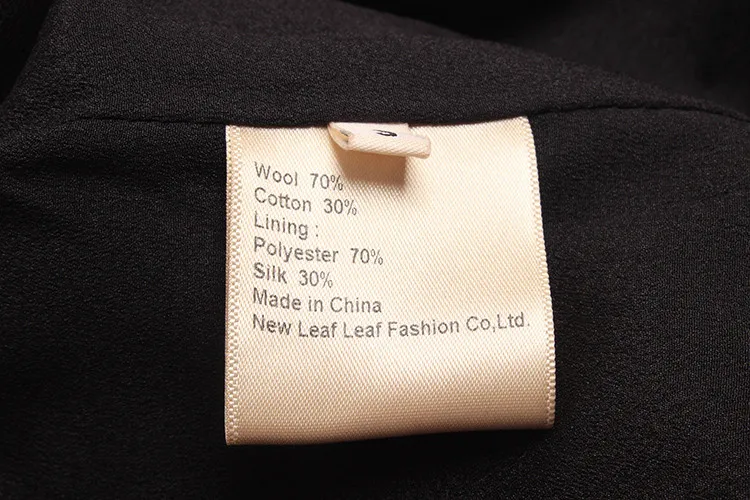 Wool 70%
Cotton 30%
Lining :
Polyester 70%
Silk 30%
Made in China
New Leaf Leaf Fashion Co,Ltd.